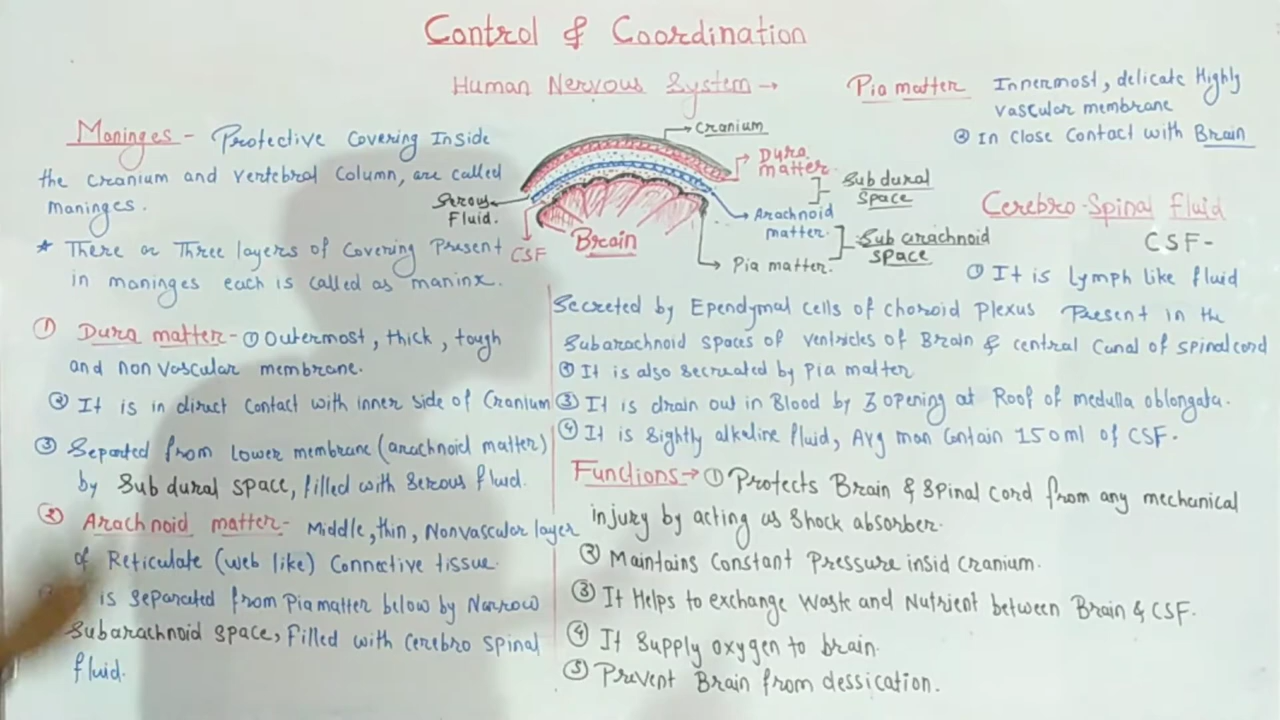 Control & Coordination
Human Nervous System →
Maninges - Protective Covering Inside
the cranium and vertebral column, are called
maninges.
* There or Three layers of Covering Present
in maninges each is called as maninx.
① Dura matter - ① Outermost, thick, tough
and non vascular membrane.
② It is in direct contact with inner side of Cranium
③ Seperted from Lower membrane (arachnoid matter)
by Sub dural space, filled with Serous fluid.
② Arachnoid matter - Middle, thin, Nonvascular layer
of Reticulate (web like) Connective tissue.
is separated from Pia matter below by Narrow
Subarachnoid space, Filled with cerebro spinal
fluid.
Cranium
Dura
matter
Sub dural
Space
Serous
Fluid.
Arachnoid
matter
Sub arachnoid
space
CSF
Brain
Pia matter.
Pia matter Innermost, delicate Highly
vascular membrane
② In close Contact with Brain
Cerebro-Spinal Fluid
CSF-
① It is lymph like fluid
Secreted by Ependymal cells of choroid Plexus Present in the
Subarachnoid spaces of ventricles of Brain & central Canal of spinal cord
② It is also secreated by pia matter
③ It is drain out in Blood by 3 opening at Roof of medulla oblongata.
④ It is Sightly alkaline fluid, Avg man Contain 150ml of CSF.
Functions → ① Protects Brain & Spinal Cord from any mechanical
injury by acting as Shock absorber.
② Maintains Constant Pressure insid cranium.
③ It Helps to exchange Waste and Nutrient between Brain & CSF.
④ It Supply oxygen to brain.
⑤ Prevent Brain from dessication.